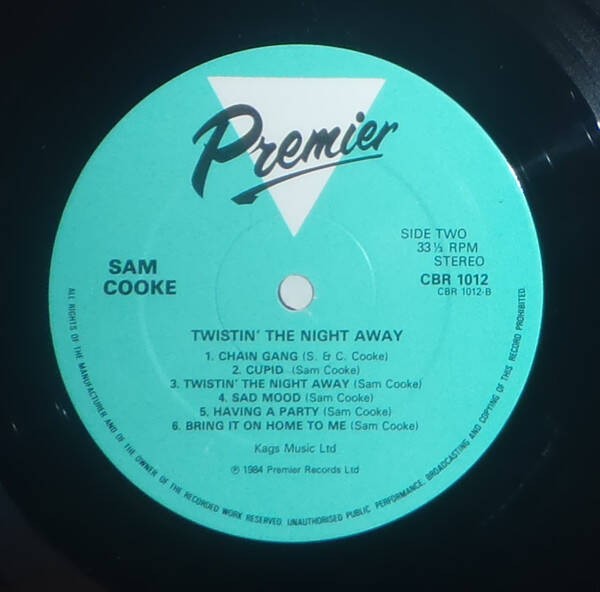 Premier
SIDE TWO
33⅓ RPM
STEREO
CBR 1012
CBR 1012-B
SAM
COOKE
TWISTIN' THE NIGHT AWAY
1. CHAIN GANG (S. & C. Cooke)
2. CUPID (Sam Cooke)
3. TWISTIN' THE NIGHT AWAY (Sam Cooke)
4. SAD MOOD (Sam Cooke)
5. HAVING A PARTY (Sam Cooke)
6. BRING IT ON HOME TO ME (Sam Cooke)
Kags Music Ltd
℗ 1984 Premier Records Ltd
ALL RIGHTS OF THE MANUFACTURER AND OF THE OWNER OF THE RECORDED WORK RESERVED. UNAUTHORISED PUBLIC PERFORMANCE, BROADCASTING AND COPYING OF THIS RECORD PROHIBITED.